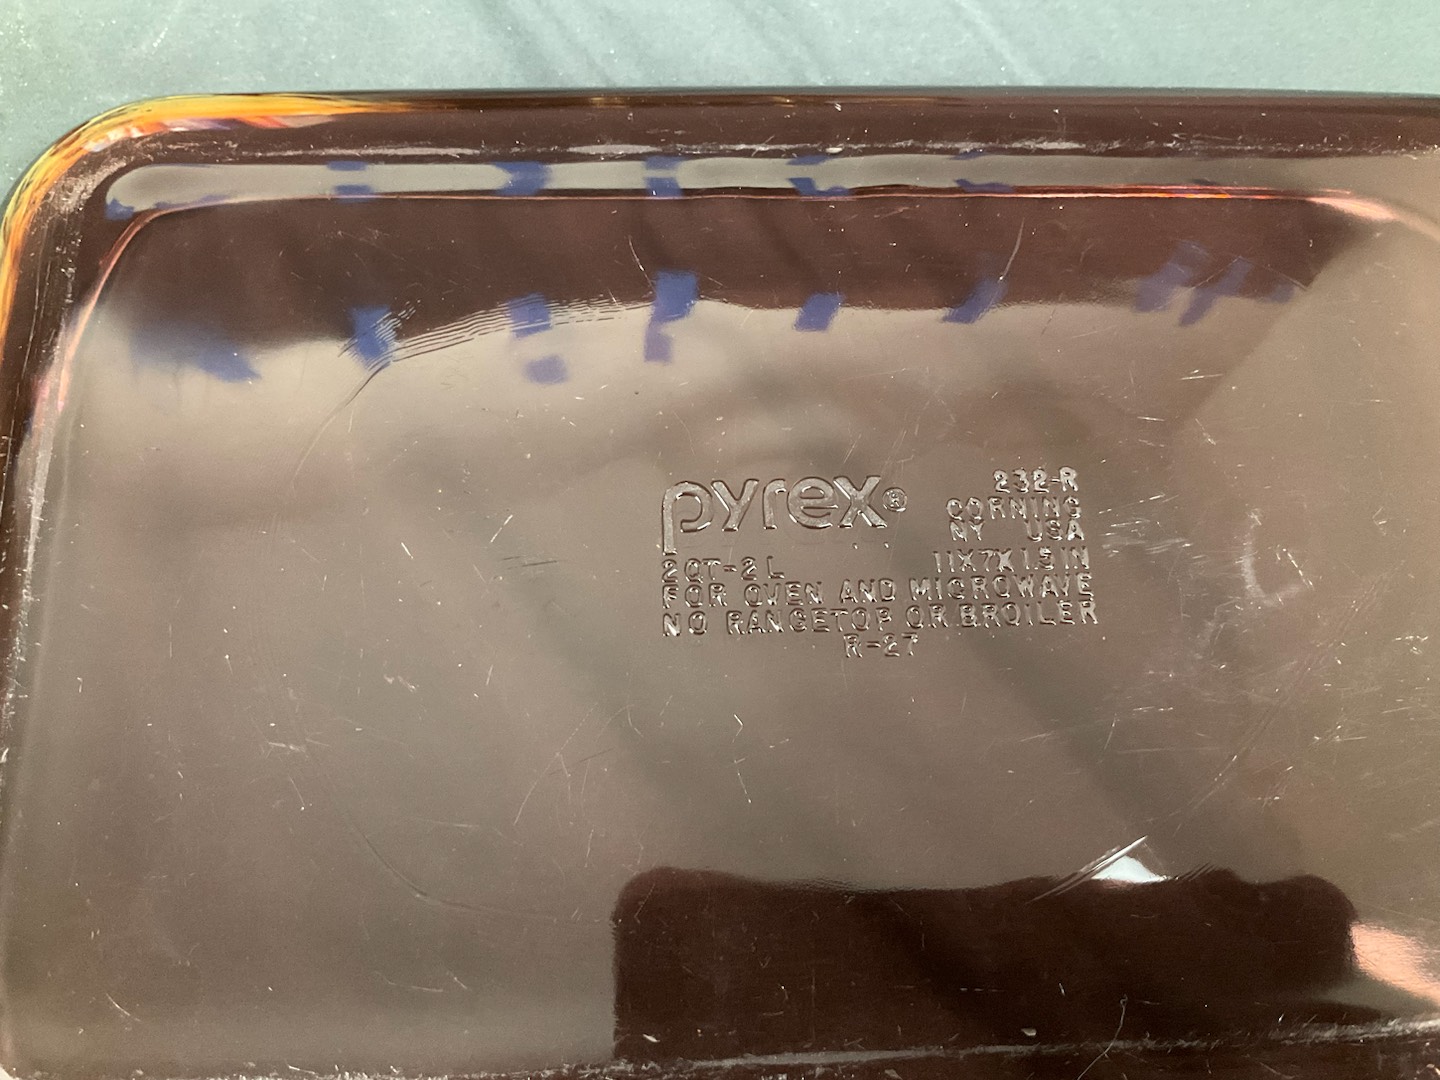 pyrex® 232-R
CORNING
NY USA
2QT-2L 11X7X1.5IN
FOR OVEN AND MICROWAVE
NO RANGETOP OR BROILER
R-27